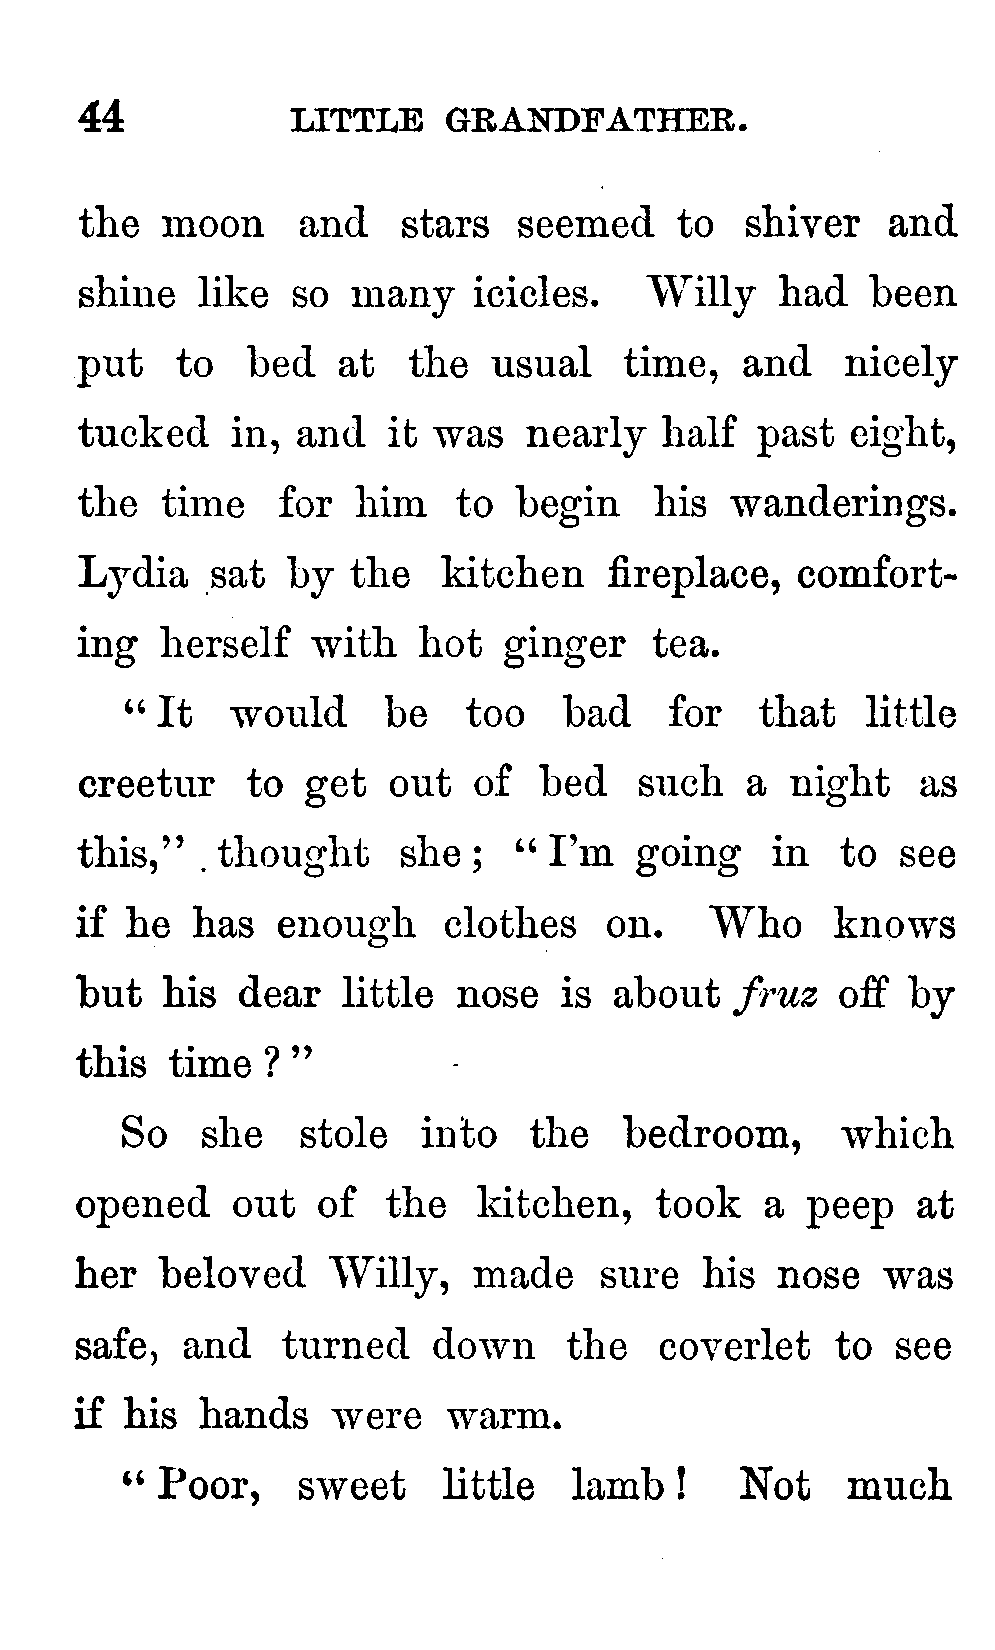 44 LITTLE GRANDFATHER.
the moon and stars seemed to shiver and
shine like so many icicles. Willy had been
put to bed at the usual time, and nicely
tucked in, and it was nearly half past eight,
the time for him to begin his wanderings.
Lydia sat by the kitchen fireplace, comfort-
ing herself with hot ginger tea.
“It would be too bad for that little
creetur to get out of bed such a night as
this,” thought she; “I’m going in to see
if he has enough clothes on. Who knows
but his dear little nose is about fruz off by
this time?”
So she stole into the bedroom, which
opened out of the kitchen, took a peep at
her beloved Willy, made sure his nose was
safe, and turned down the coverlet to see
if his hands were warm.
“Poor, sweet little lamb! Not much